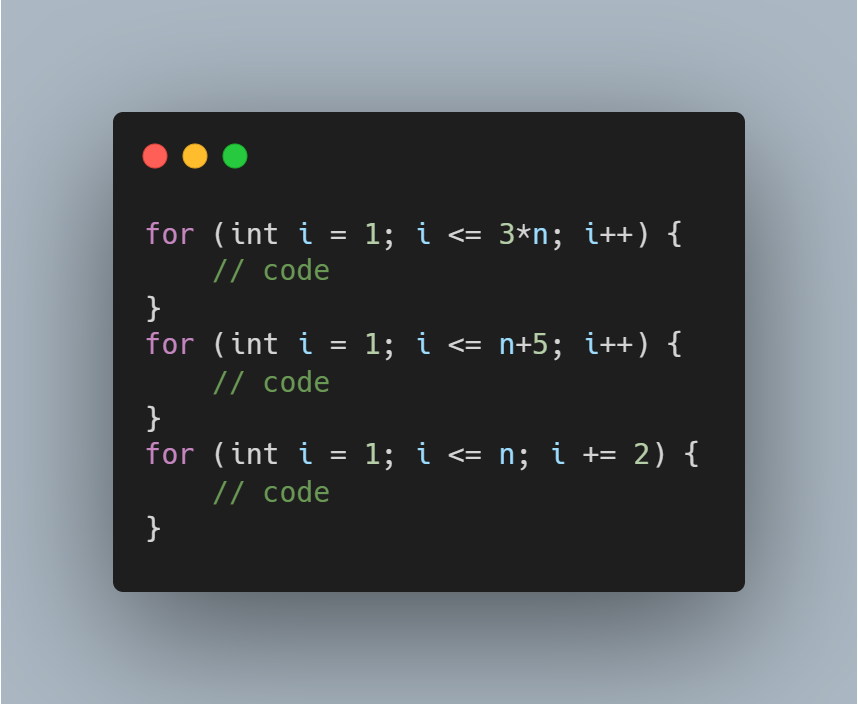 for (int i = 1; i <= 3*n; i++) {
    // code
}
for (int i = 1; i <= n+5; i++) {
    // code
}
for (int i = 1; i <= n; i += 2) {
    // code
}